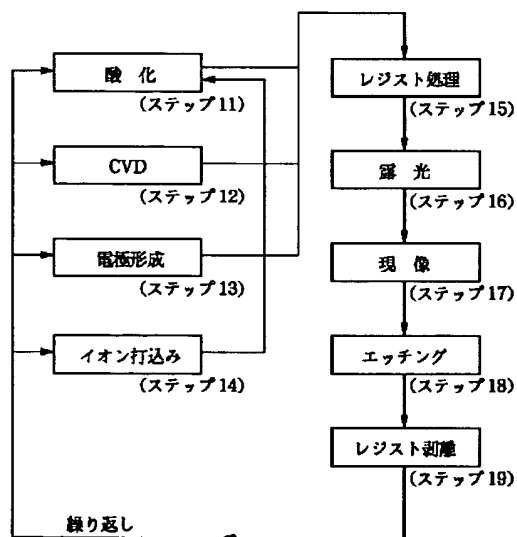 酸 化
(ステップ11)
CVD
(ステップ12)
電極形成
(ステップ13)
イオン打込み
(ステップ14)
レジスト処理
(ステップ15)
露 光
(ステップ16)
現 像
(ステップ17)
エッチング
(ステップ18)
レジスト剥離
(ステップ19)
繰り返し